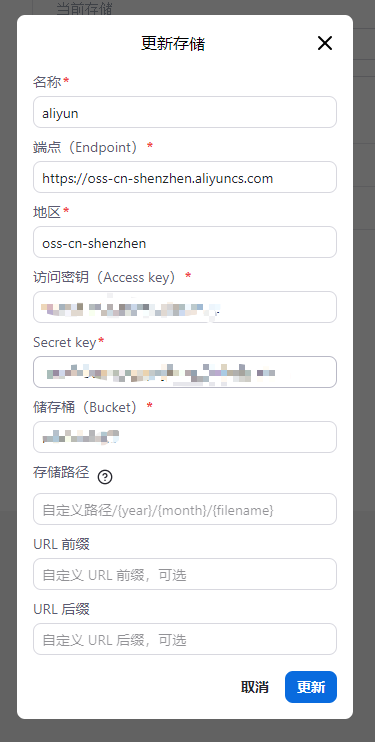 当前存储
更新存储
名称*
aliyun
端点（Endpoint）*
https://oss-cn-shenzhen.aliyuncs.com
地区*
oss-cn-shenzhen
访问密钥（Access key）*
Secret key*
储存桶（Bucket）*
存储路径 ?
自定义路径/{year}/{month}/{filename}
URL 前缀
自定义 URL 前缀，可选
URL 后缀
自定义 URL 后缀，可选
取消 更新